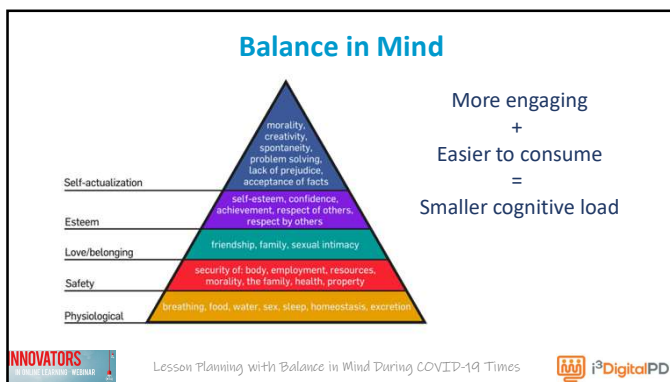 Balance in Mind
morality,
creativity,
spontaneity,
problem solving,
lack of prejudice,
acceptance of facts
Self-actualization
self-esteem, confidence,
achievement, respect of others,
respect by others
Esteem
friendship, family, sexual intimacy
Love/belonging
security of: body, employment, resources,
morality, the family, health, property
Safety
breathing, food, water, sex, sleep, homeostasis, excretion
Physiological
More engaging
+
Easier to consume
=
Smaller cognitive load
INNOVATORS
IN ONLINE LEARNING - WEBINAR
Lesson Planning with Balance in Mind During COVID-19 Times
i³DigitalPD